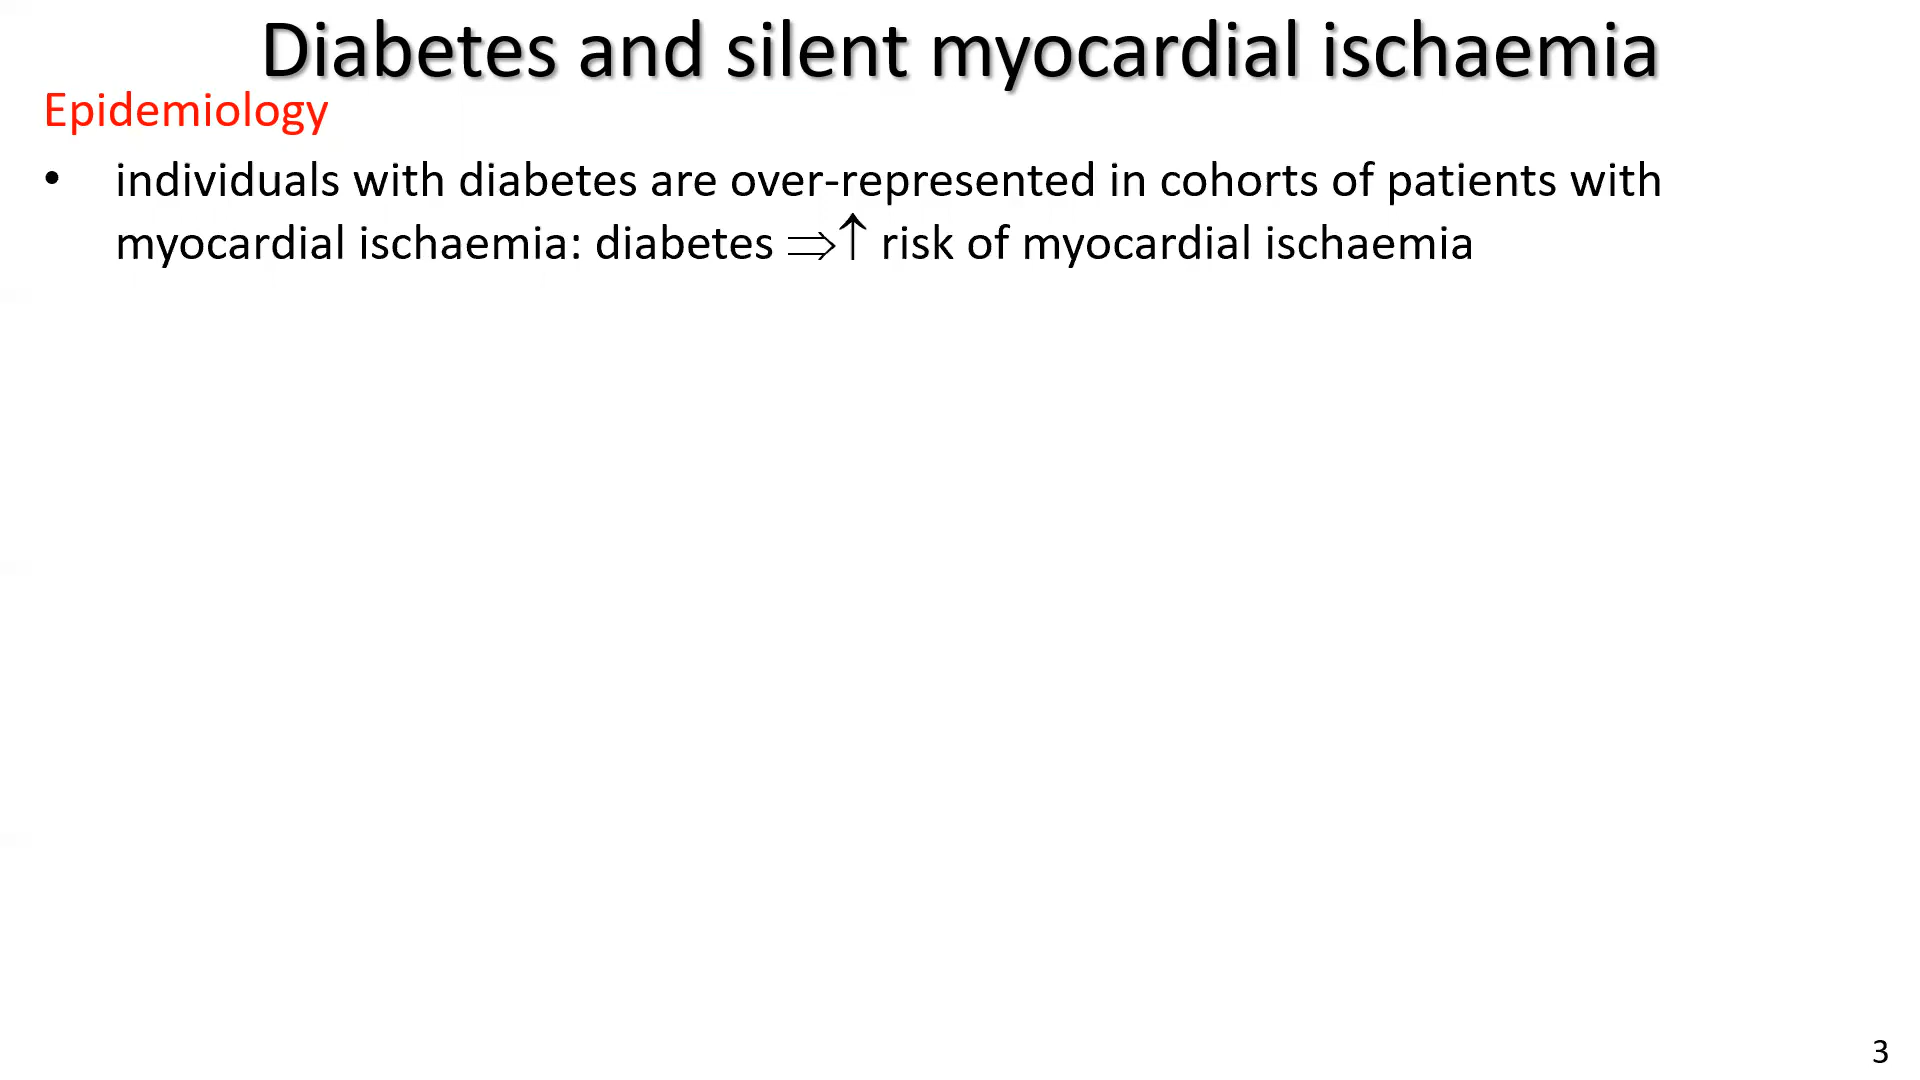 Diabetes and silent myocardial ischaemia
Epidemiology
• individuals with diabetes are over-represented in cohorts of patients with
myocardial ischaemia: diabetes ⇒↑ risk of myocardial ischaemia
3